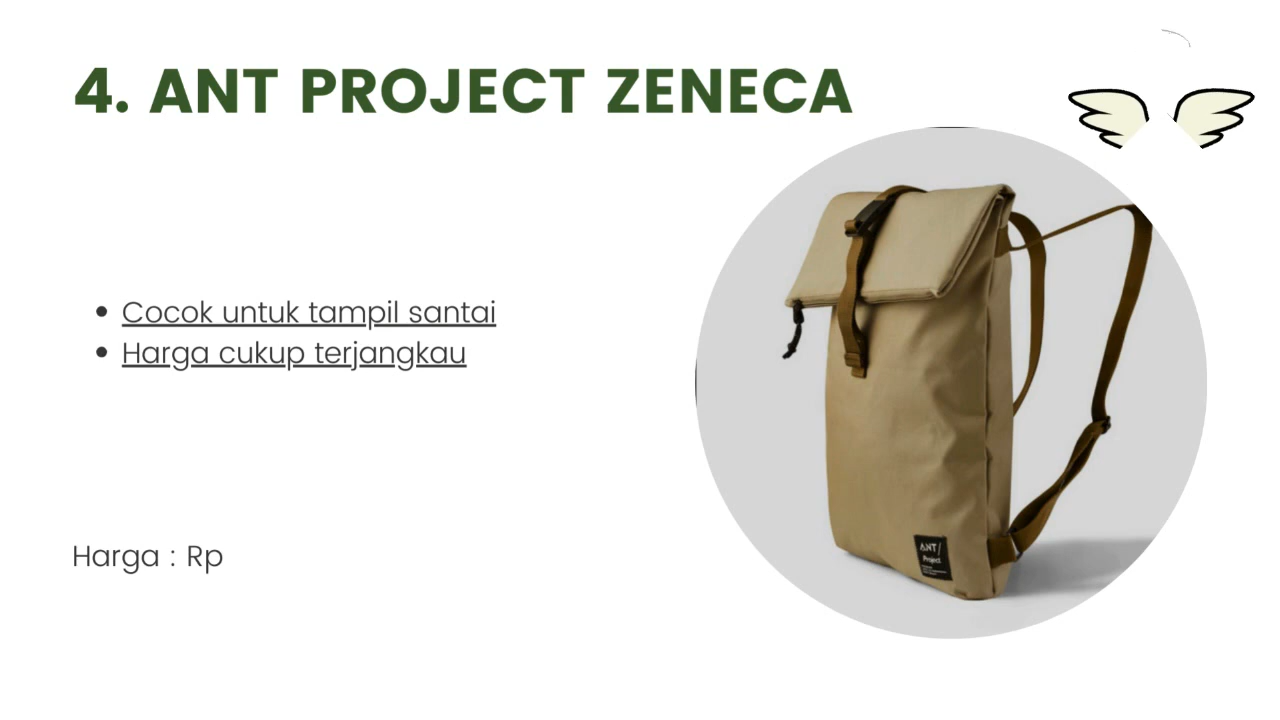 4. ANT PROJECT ZENECA
Cocok untuk tampil santai
Harga cukup terjangkau
Harga : Rp
ANT/
Project